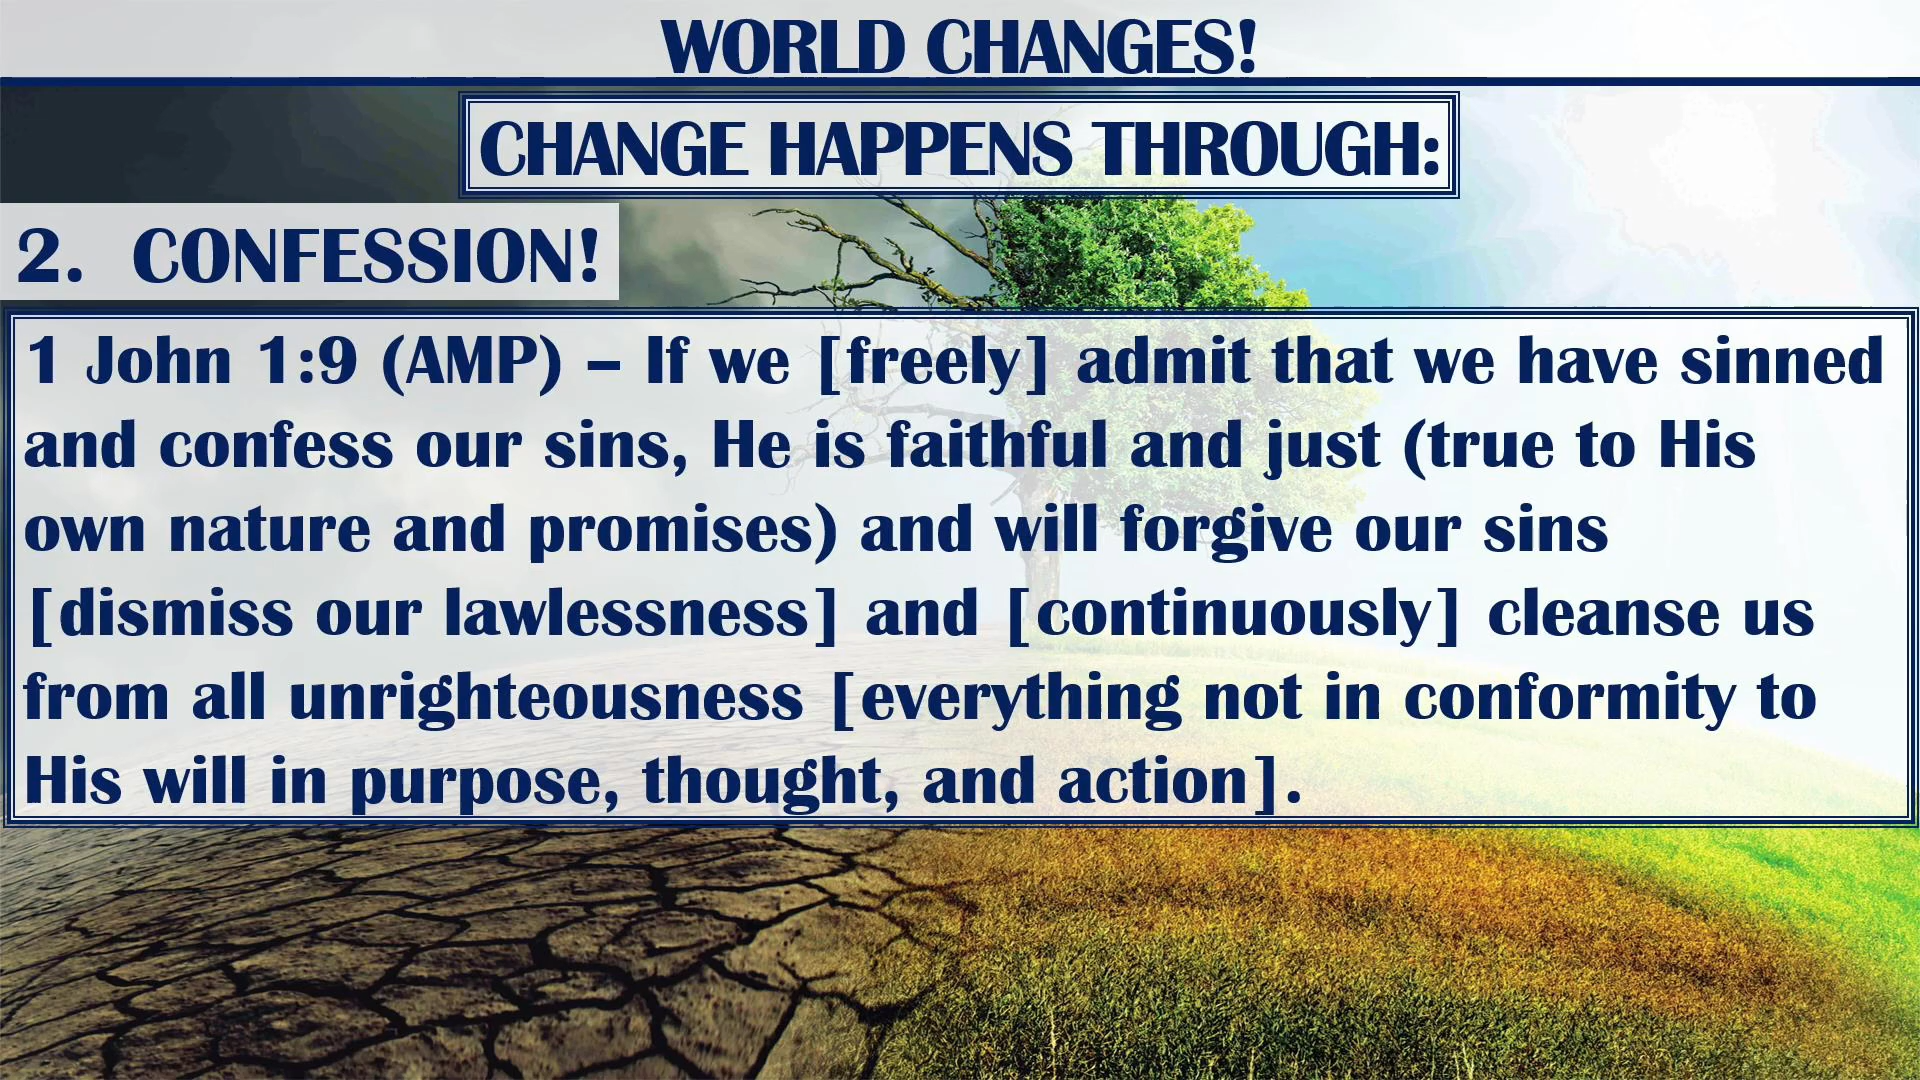 WORLD CHANGES!
CHANGE HAPPENS THROUGH:
2. CONFESSION!
1 John 1:9 (AMP) – If we [freely] admit that we have sinned
and confess our sins, He is faithful and just (true to His
own nature and promises) and will forgive our sins
[dismiss our lawlessness] and [continuously] cleanse us
from all unrighteousness [everything not in conformity to
His will in purpose, thought, and action].